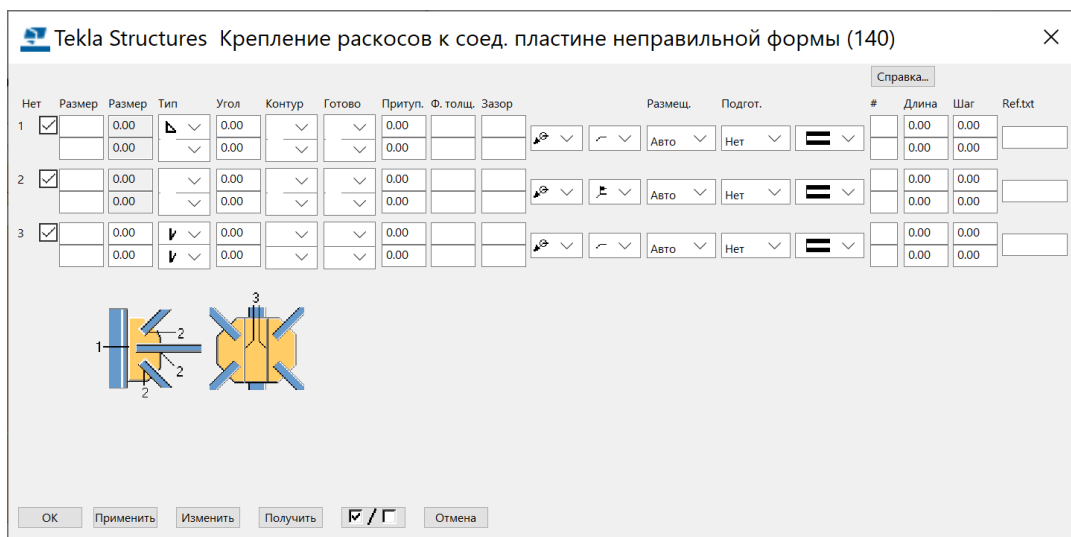 Tekla Structures Крепление раскосов к соед. пластине неправильной формы (140)
Справка...
Нет Размер Размер Тип Угол Контур Готово Притуп. Ф. толщ. Зазор Размещ. Подгот. # Длина Шаг Ref.txt
1 0.00 0.00 0.00 Авто Нет 0.00 0.00
0.00 0.00 0.00 0.00 0.00
2 0.00 0.00 0.00 Авто Нет 0.00 0.00
0.00 0.00 0.00 0.00 0.00
3 0.00 0.00 0.00 Авто Нет 0.00 0.00
0.00 0.00 0.00 0.00 0.00
3
1 2
2
2
ОК Применить Изменить Получить / Отмена